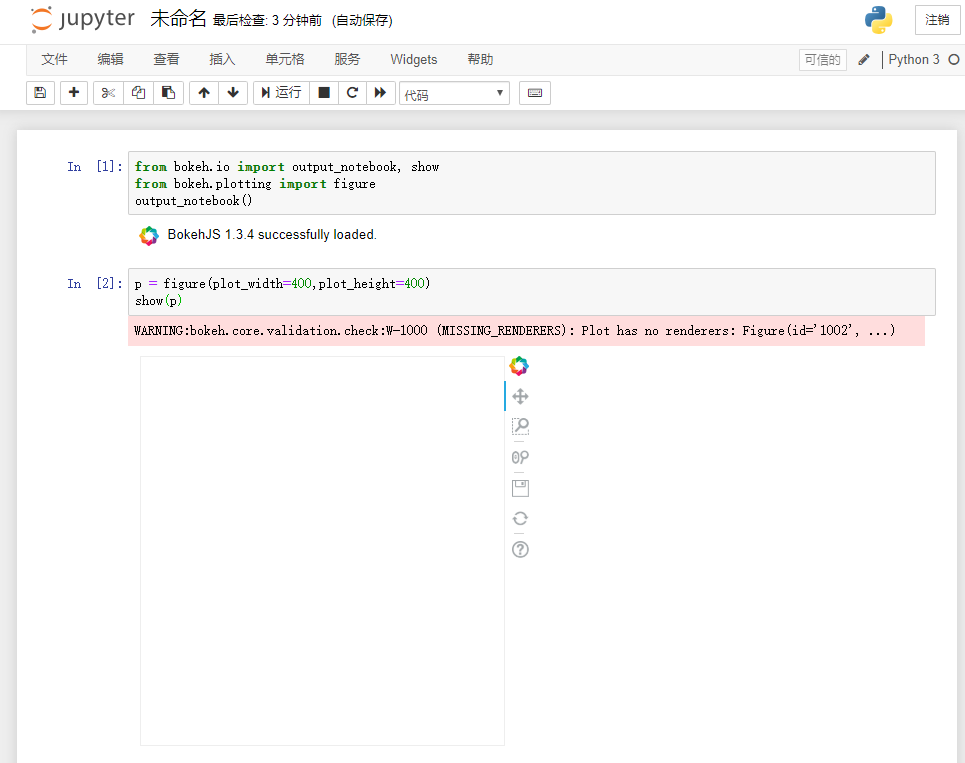 jupyter 未命名 最后检查: 3 分钟前 (自动保存) 注销
文件 编辑 查看 插入 单元格 服务 Widgets 帮助 可信的 Python 3
运行 代码
In [1]: from bokeh.io import output_notebook, show
from bokeh.plotting import figure
output_notebook()
BokehJS 1.3.4 successfully loaded.
In [2]: p = figure(plot_width=400,plot_height=400)
show(p)
WARNING:bokeh.core.validation.check:W-1000 (MISSING_RENDERERS): Plot has no renderers: Figure(id='1002', ...)